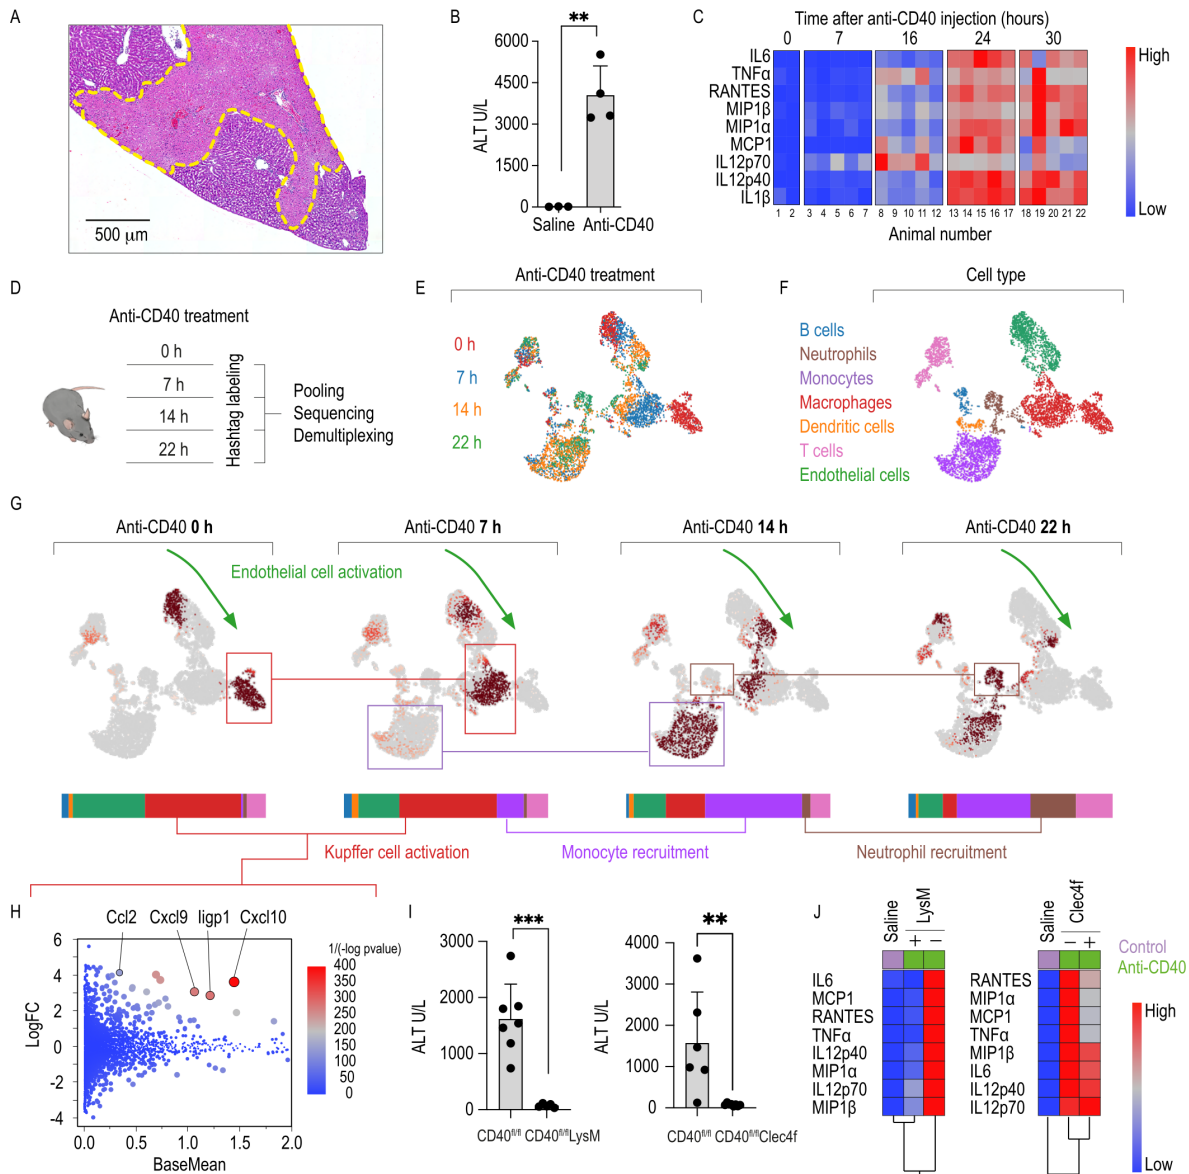 A
500 μm
B
**
6000
4500
3000
1500
0
ALT U/L
Saline Anti-CD40
C
Time after anti-CD40 injection (hours)
0 7 16 24 30
IL6
TNFα
RANTES
MIP1β
MIP1α
MCP1
IL12p70
IL12p40
IL1β
1 2 3 4 5 6 7 8 9 10 11 12 13 14 15 16 17 18 19 20 21 22
Animal number
High
Low
D
Anti-CD40 treatment
0 h
7 h
14 h
22 h
Hashtag labeling
Pooling
Sequencing
Demultiplexing
E
Anti-CD40 treatment
0 h
7 h
14 h
22 h
F
Cell type
B cells
Neutrophils
Monocytes
Macrophages
Dendritic cells
T cells
Endothelial cells
G
Anti-CD40 0 h
Anti-CD40 7 h
Anti-CD40 14 h
Anti-CD40 22 h
Endothelial cell activation
Kupffer cell activation
Monocyte recruitment
Neutrophil recruitment
H
Ccl2 Cxcl9 Iigp1 Cxcl10
6
4
2
0
-2
-4
LogFC
0.0 0.5 1.0 1.5 2.0
BaseMean
1/(-log pvalue)
400
350
300
250
200
150
100
50
0
I
***
3000
2000
1000
0
ALT U/L
CD40fl/fl CD40fl/flLysM
**
4000
3000
2000
1000
0
ALT U/L
CD40fl/fl CD40fl/flClec4f
J
Saline
LysM
+ −
IL6
MCP1
RANTES
TNFα
IL12p40
MIP1α
IL12p70
MIP1β
Saline
Clec4f
− +
Control
Anti-CD40
RANTES
MIP1α
MCP1
TNFα
MIP1β
IL6
IL12p40
IL12p70
High
Low